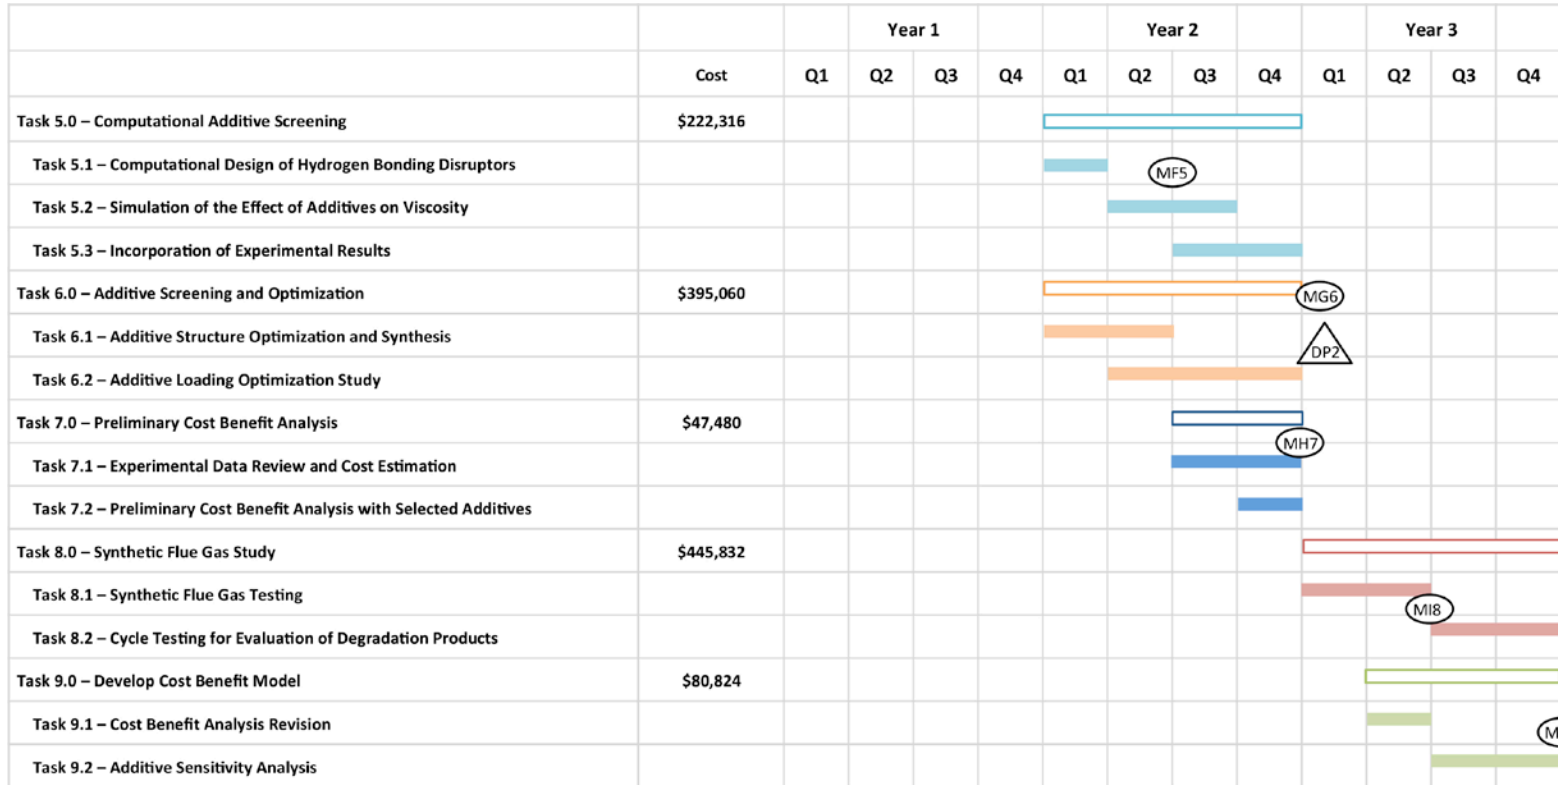 Year 1 Year 2 Year 3
Cost Q1 Q2 Q3 Q4 Q1 Q2 Q3 Q4 Q1 Q2 Q3 Q4
Task 5.0 – Computational Additive Screening $222,316
Task 5.1 – Computational Design of Hydrogen Bonding Disruptors MF5
Task 5.2 – Simulation of the Effect of Additives on Viscosity
Task 5.3 – Incorporation of Experimental Results
Task 6.0 – Additive Screening and Optimization $395,060 MG6
Task 6.1 – Additive Structure Optimization and Synthesis DP2
Task 6.2 – Additive Loading Optimization Study
Task 7.0 – Preliminary Cost Benefit Analysis $47,480
MH7
Task 7.1 – Experimental Data Review and Cost Estimation
Task 7.2 – Preliminary Cost Benefit Analysis with Selected Additives
Task 8.0 – Synthetic Flue Gas Study $445,832
Task 8.1 – Synthetic Flue Gas Testing
MI8
Task 8.2 – Cycle Testing for Evaluation of Degradation Products
Task 9.0 – Develop Cost Benefit Model $80,824
Task 9.1 – Cost Benefit Analysis Revision
Task 9.2 – Additive Sensitivity Analysis